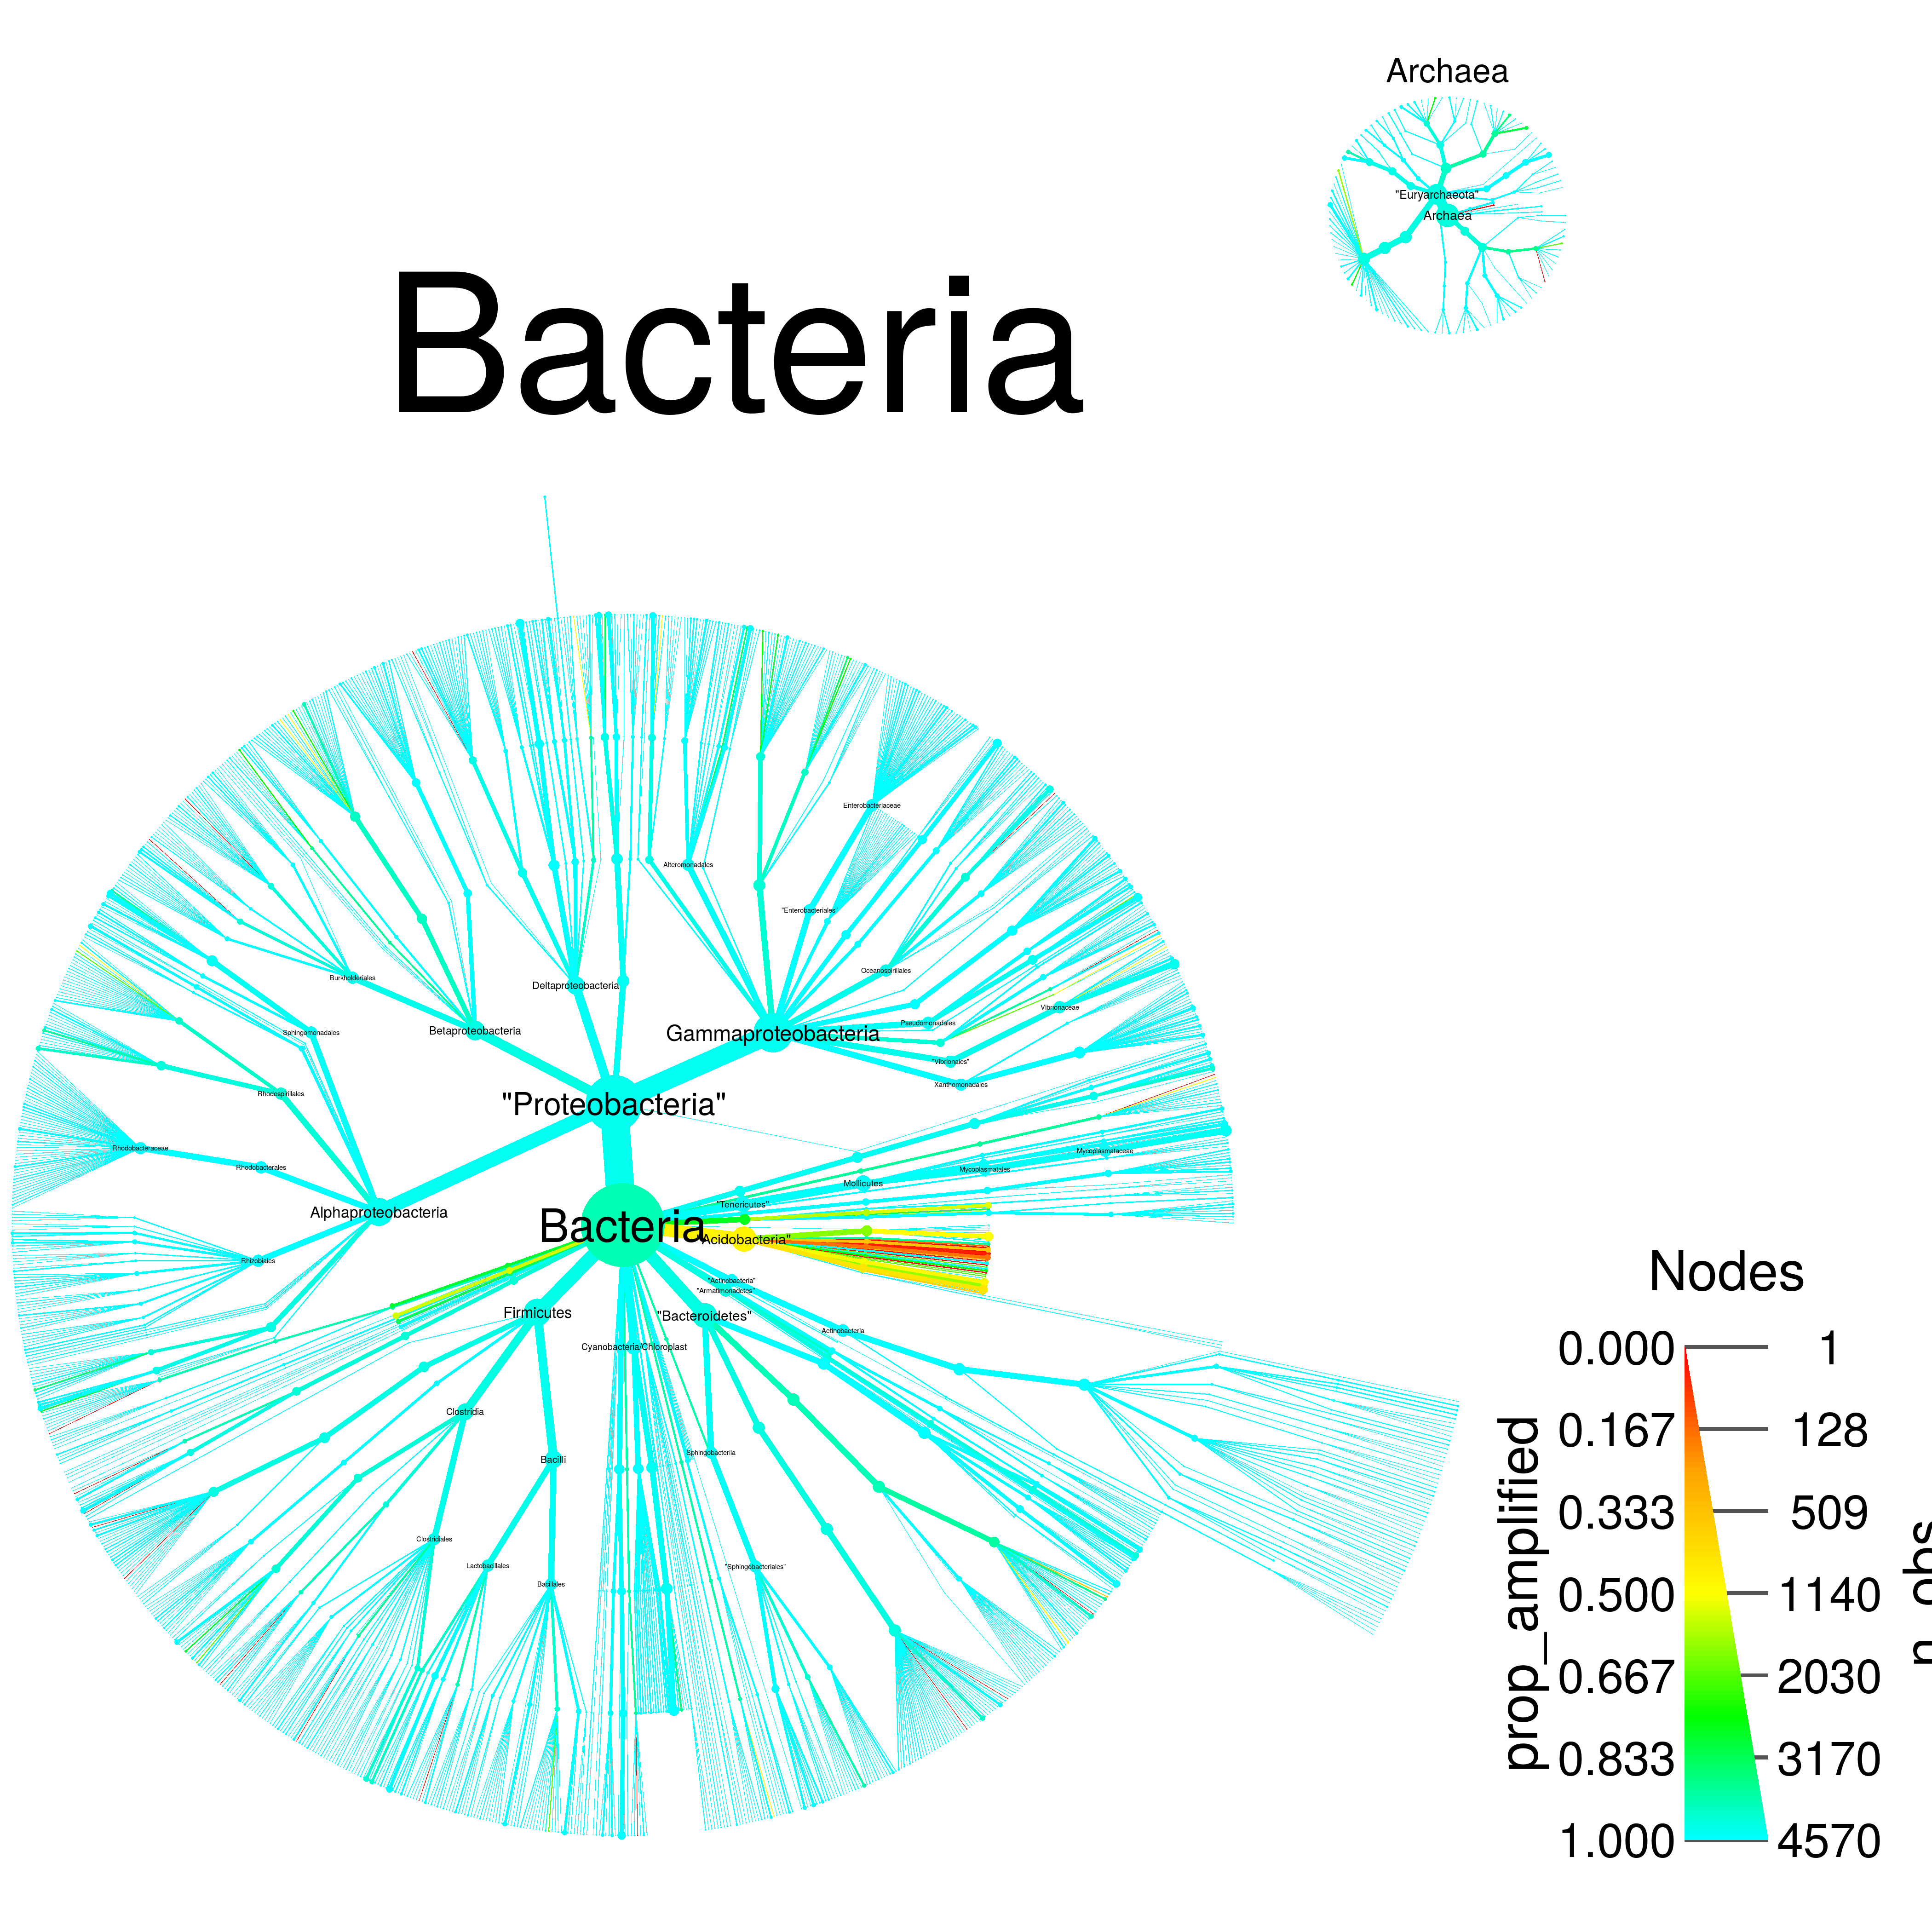 Archaea
"Euryarchaeota"
Archaea
Bacteria
Enterobacteriaceae
Alteromonadales
"Enterobacteriales"
Oceanospirillales
Burkholderiales
Deltaproteobacteria
Vibrionaceae
Sphingomonadales
Betaproteobacteria
Gammaproteobacteria
Pseudomonadales
"Vibrionales"
Xanthomonadales
Rhodospirillales
"Proteobacteria"
Rhodobacteraceae
Rhodobacterales
Mycoplasmataceae
Mycoplasmatales
Mollicutes
"Tenericutes"
Alphaproteobacteria
Bacteria
"Acidobacteria"
Rhizobiales
"Actinobacteria"
"Armatimonadetes"
Firmicutes
"Bacteroidetes"
Actinobacteria
Cyanobacteria/Chloroplast
Clostridia
Sphingobacteriia
Bacilli
Clostridiales
Lactobacillales
"Sphingobacteriales"
Bacillales
Nodes
0.000 1
0.167 128
0.333 509
0.500 1140
0.667 2030
0.833 3170
1.000 4570
prop_amplified
n_obs